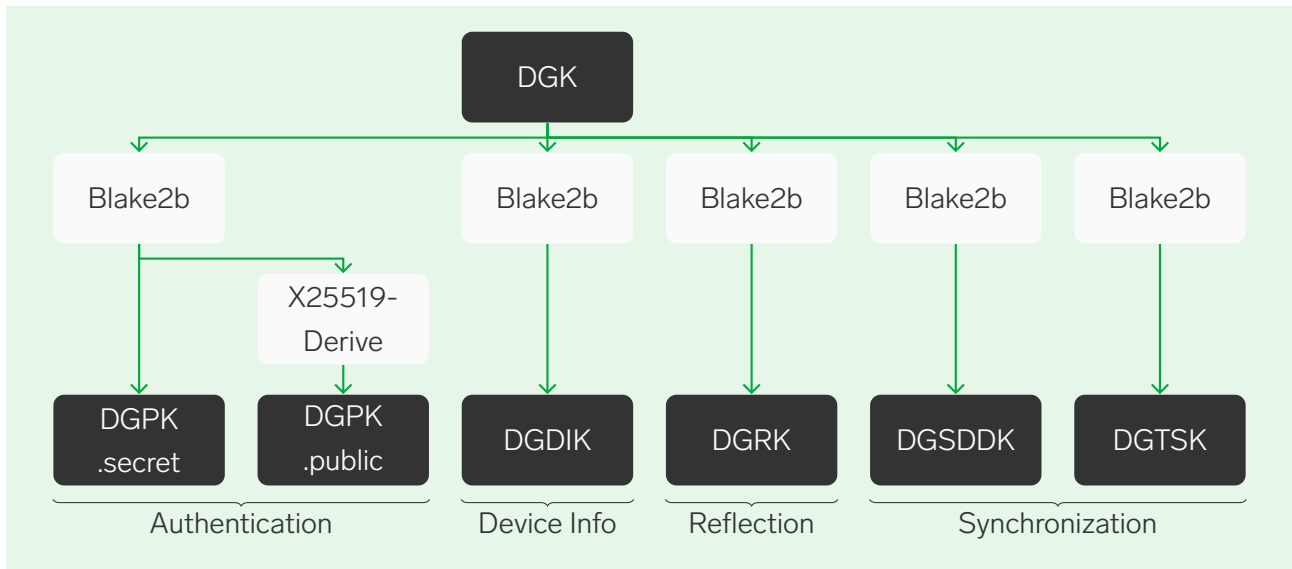 DGK
Blake2b
Blake2b
Blake2b
Blake2b
Blake2b
X25519-
Derive
DGPK
.secret
DGPK
.public
DGDIK
DGRK
DGSDDK
DGTSK
Authentication
Device Info
Reflection
Synchronization